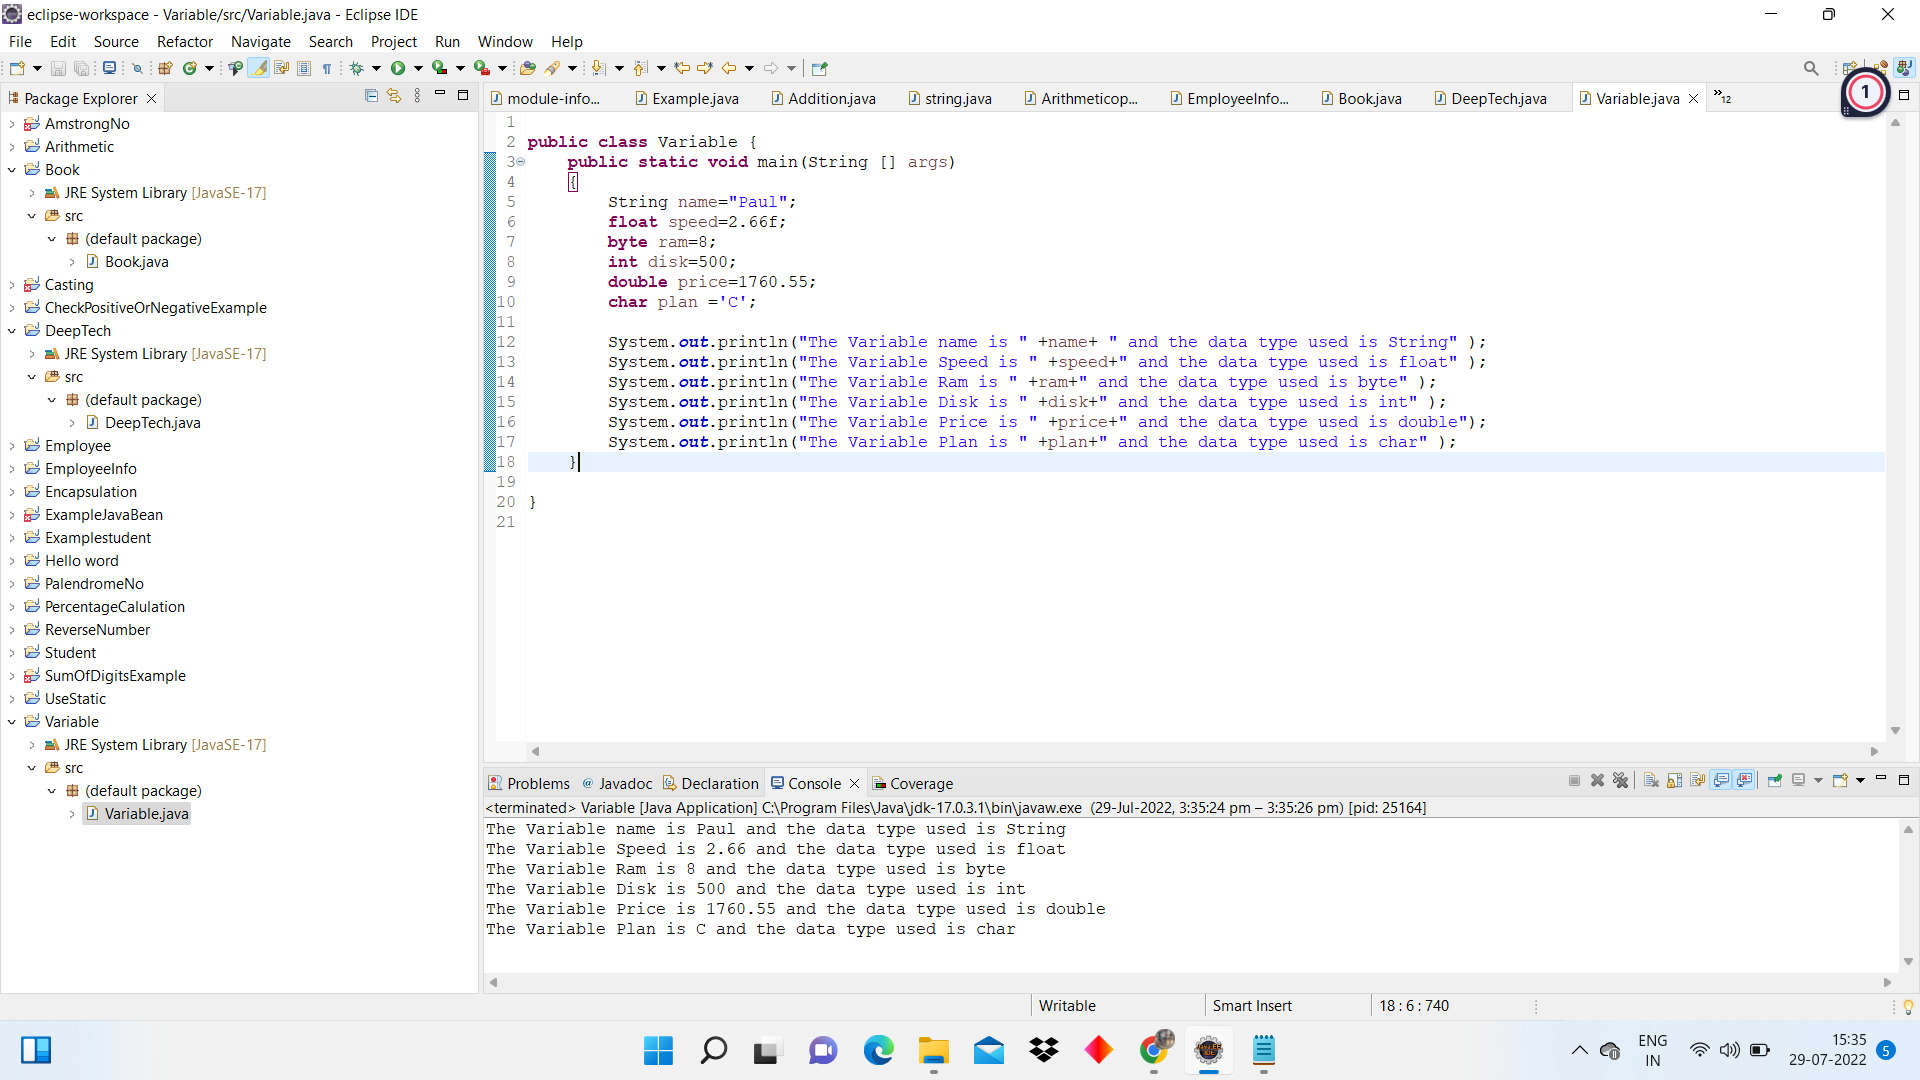 eclipse-workspace - Variable/src/Variable.java - Eclipse IDE
File Edit Source Refactor Navigate Search Project Run Window Help
Package Explorer
AmstrongNo
Arithmetic
Book
JRE System Library [JavaSE-17]
src
(default package)
Book.java
Casting
CheckPositiveOrNegativeExample
DeepTech
JRE System Library [JavaSE-17]
src
(default package)
DeepTech.java
Employee
EmployeeInfo
Encapsulation
ExampleJavaBean
Examplestudent
Hello word
PalendromeNo
PercentageCalulation
ReverseNumber
Student
SumOfDigitsExample
UseStatic
Variable
JRE System Library [JavaSE-17]
src
(default package)
Variable.java
module-info... Example.java Addition.java string.java Arithmeticop... EmployeeInfo... Book.java DeepTech.java Variable.java »12
1
1
2 public class Variable {
3 public static void main(String [] args)
4 {
5 String name="Paul";
6 float speed=2.66f;
7 byte ram=8;
8 int disk=500;
9 double price=1760.55;
10 char plan ='C';
11
12 System.out.println("The Variable name is " +name+ " and the data type used is String" );
13 System.out.println("The Variable Speed is " +speed+" and the data type used is float" );
14 System.out.println("The Variable Ram is " +ram+" and the data type used is byte" );
15 System.out.println("The Variable Disk is " +disk+" and the data type used is int" );
16 System.out.println("The Variable Price is " +price+" and the data type used is double");
17 System.out.println("The Variable Plan is " +plan+" and the data type used is char" );
18 }
19
20 }
21
Problems @ Javadoc Declaration Console Coverage
<terminated> Variable [Java Application] C:\Program Files\Java\jdk-17.0.3.1\bin\javaw.exe (29-Jul-2022, 3:35:24 pm – 3:35:26 pm) [pid: 25164]
The Variable name is Paul and the data type used is String
The Variable Speed is 2.66 and the data type used is float
The Variable Ram is 8 and the data type used is byte
The Variable Disk is 500 and the data type used is int
The Variable Price is 1760.55 and the data type used is double
The Variable Plan is C and the data type used is char
Writable Smart Insert 18 : 6 : 740
ENG
IN
15:35
29-07-2022
5